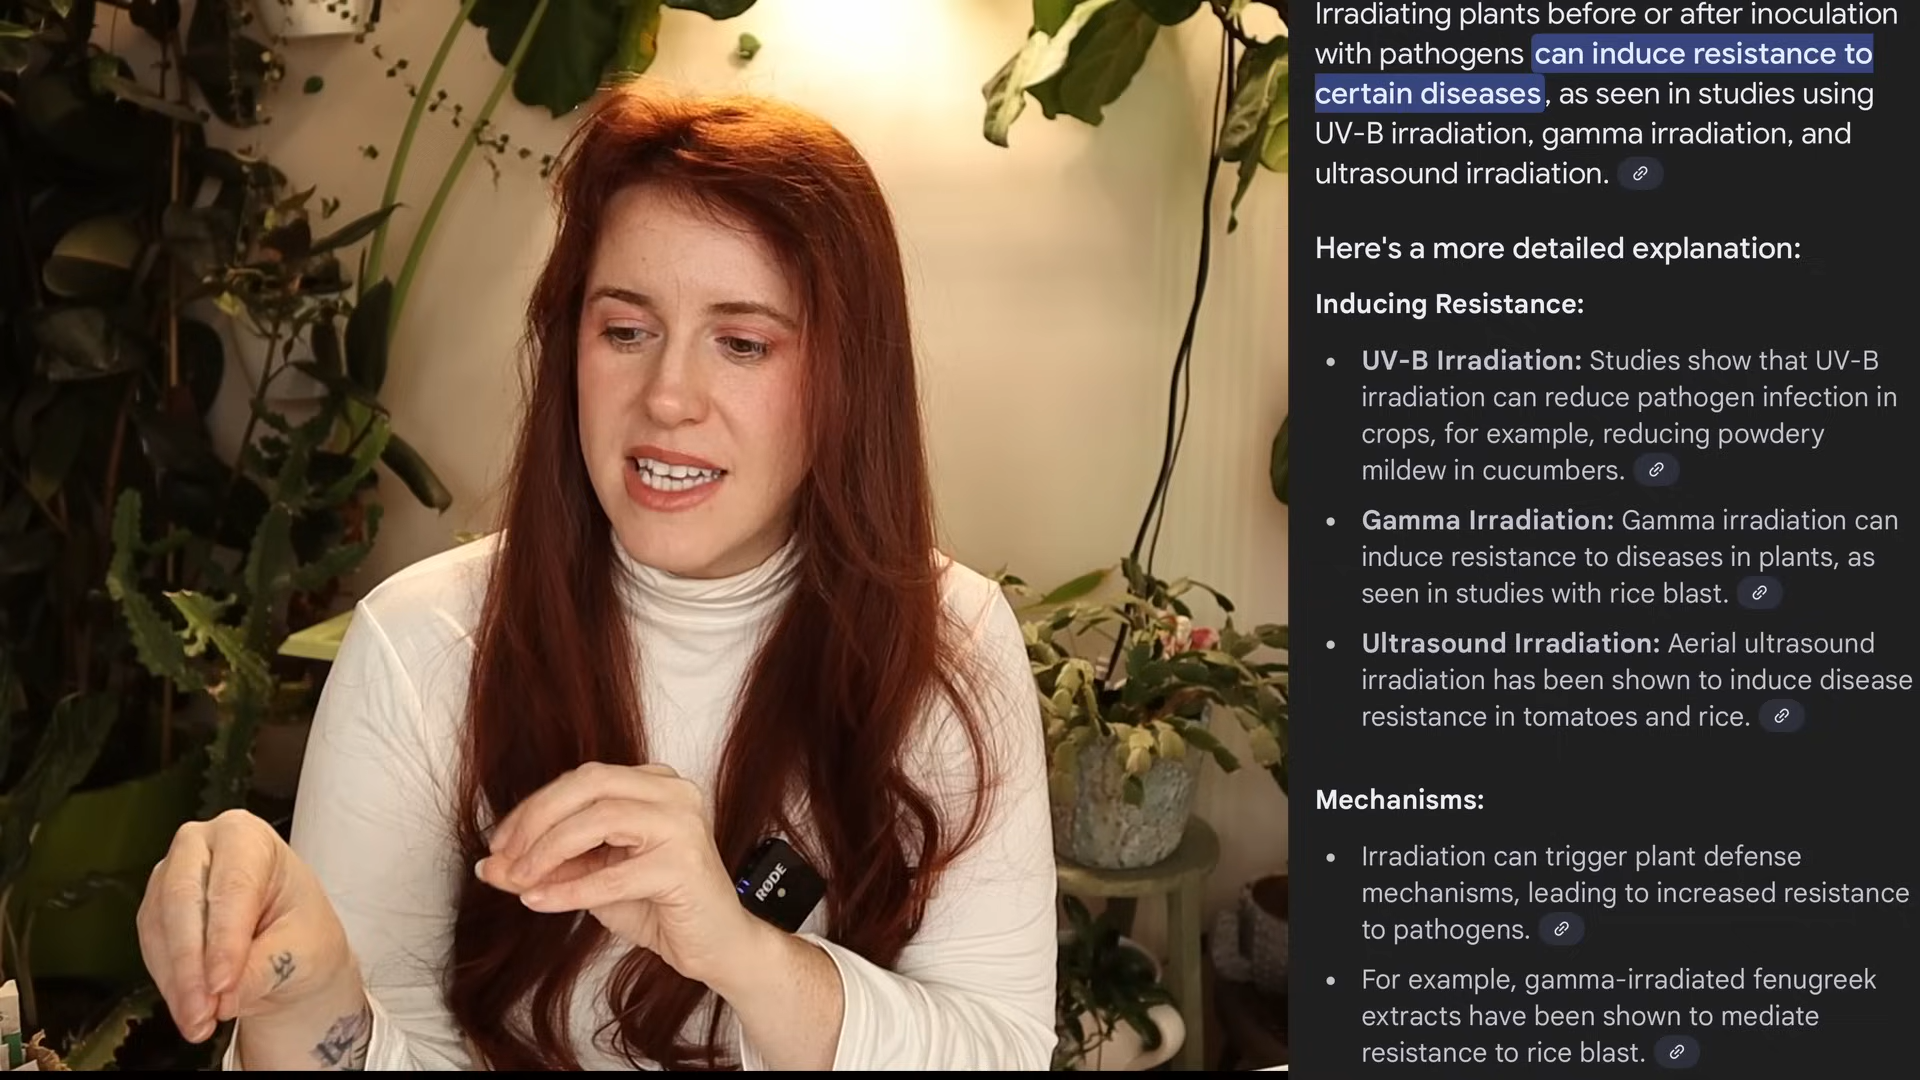 Irradiating plants before or after inoculation
with pathogens can induce resistance to
certain diseases, as seen in studies using
UV-B irradiation, gamma irradiation, and
ultrasound irradiation.
Here's a more detailed explanation:
Inducing Resistance:
• UV-B Irradiation: Studies show that UV-B
irradiation can reduce pathogen infection in
crops, for example, reducing powdery
mildew in cucumbers.
• Gamma Irradiation: Gamma irradiation can
induce resistance to diseases in plants, as
seen in studies with rice blast.
• Ultrasound Irradiation: Aerial ultrasound
irradiation has been shown to induce disease
resistance in tomatoes and rice.
Mechanisms:
• Irradiation can trigger plant defense
mechanisms, leading to increased resistance
to pathogens.
• For example, gamma-irradiated fenugreek
extracts have been shown to mediate
resistance to rice blast.
RØDE